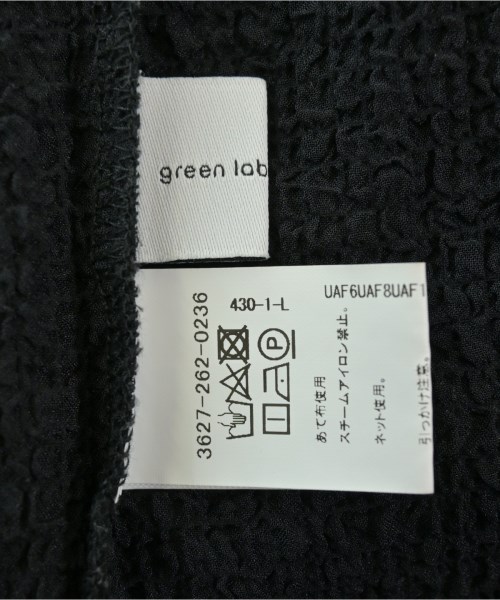 green lab
430-1-L
UAF6UAF8UAF1
3627-262-0236
あて布使用
スチームアイロン禁止。
ネット使用。
引っかけ注意。